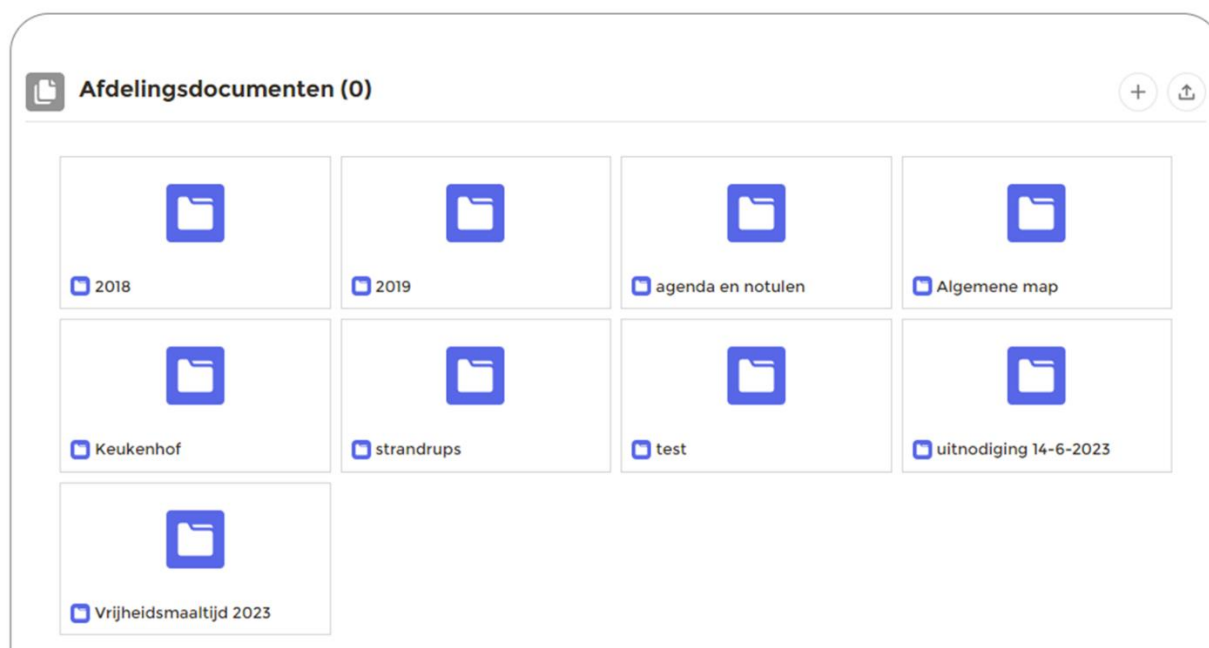 Afdelingsdocumenten (0)
2018
2019
agenda en notulen
Algemene map
Keukenhof
strandrups
test
uitnodiging 14-6-2023
Vrijheidsmaaltijd 2023